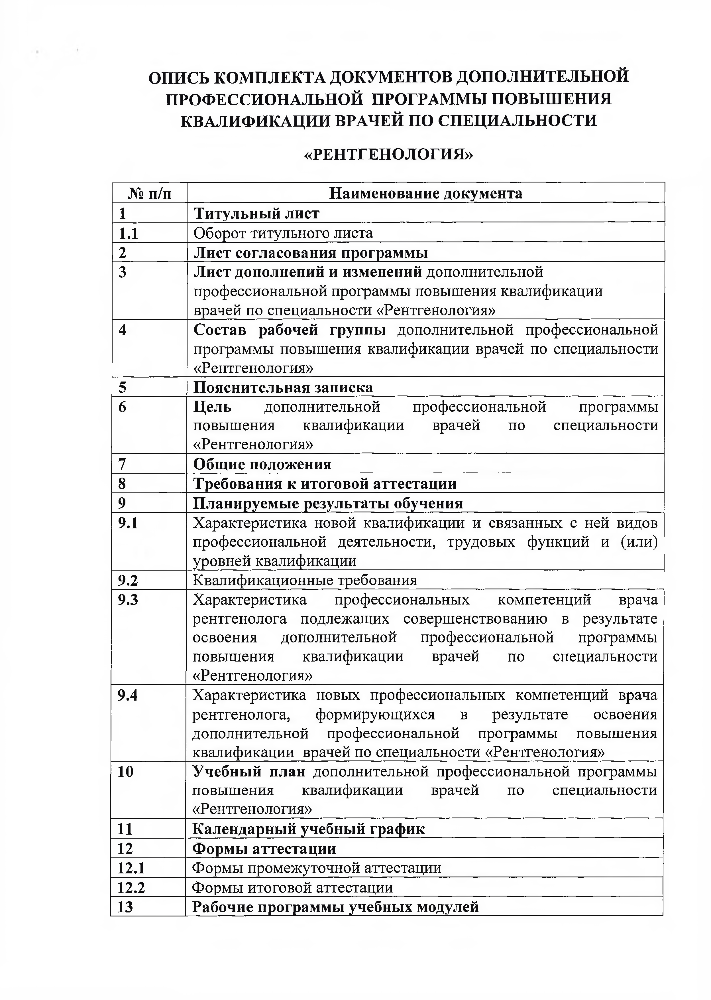 ОПИСЬ КОМПЛЕКТА ДОКУМЕНТОВ ДОПОЛНИТЕЛЬНОЙ
ПРОФЕССИОНАЛЬНОЙ ПРОГРАММЫ ПОВЫШЕНИЯ
КВАЛИФИКАЦИИ ВРАЧЕЙ ПО СПЕЦИАЛЬНОСТИ
«РЕНТГЕНОЛОГИЯ»
№ п/п Наименование документа
1 Титульный лист
1.1 Оборот титульного листа
2 Лист согласования программы
3 Лист дополнений и изменений дополнительной
профессиональной программы повышения квалификации
врачей по специальности «Рентгенология»
4 Состав рабочей группы дополнительной профессиональной
программы повышения квалификации врачей по специальности
«Рентгенология»
5 Пояснительная записка
6 Цель дополнительной профессиональной программы
повышения квалификации врачей по специальности
«Рентгенология»
7 Общие положения
8 Требования к итоговой аттестации
9 Планируемые результаты обучения
9.1 Характеристика новой квалификации и связанных с ней видов
профессиональной деятельности, трудовых функций и (или)
уровней квалификации
9.2 Квалификационные требования
9.3 Характеристика профессиональных компетенций врача
рентгенолога подлежащих совершенствованию в результате
освоения дополнительной профессиональной программы
повышения квалификации врачей по специальности
«Рентгенология»
9.4 Характеристика новых профессиональных компетенций врача
рентгенолога, формирующихся в результате освоения
дополнительной профессиональной программы повышения
квалификации врачей по специальности «Рентгенология»
10 Учебный план дополнительной профессиональной программы
повышения квалификации врачей по специальности
«Рентгенология»
11 Календарный учебный график
12 Формы аттестации
12.1 Формы промежуточной аттестации
12.2 Формы итоговой аттестации
13 Рабочие программы учебных модулей